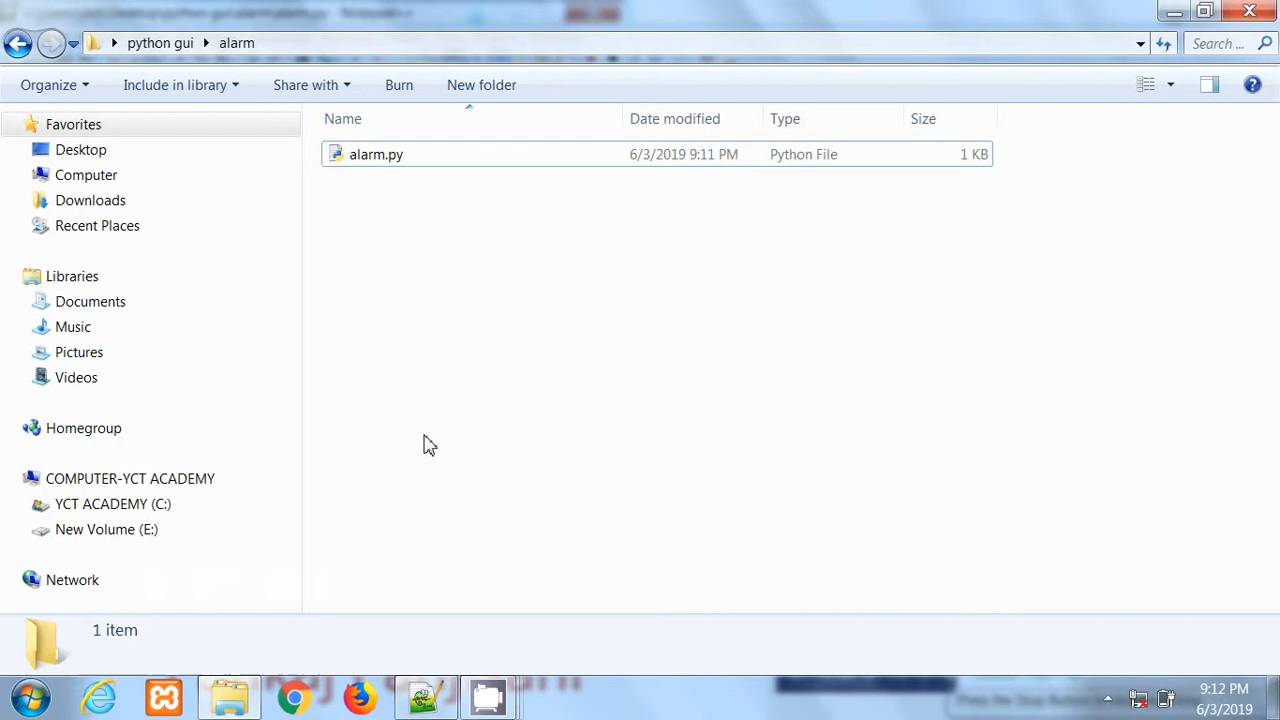 python gui
alarm
Search ...
Organize
Include in library
Share with
Burn
New folder
Name
Date modified
Type
Size
Favorites
alarm.py
6/3/2019 9:11 PM
Python File
1 KB
Desktop
Computer
Downloads
Recent Places
Libraries
Documents
Music
Pictures
Videos
Homegroup
COMPUTER-YCT ACADEMY
YCT ACADEMY (C:)
New Volume (E:)
Network
1 item
9:12 PM
6/3/2019